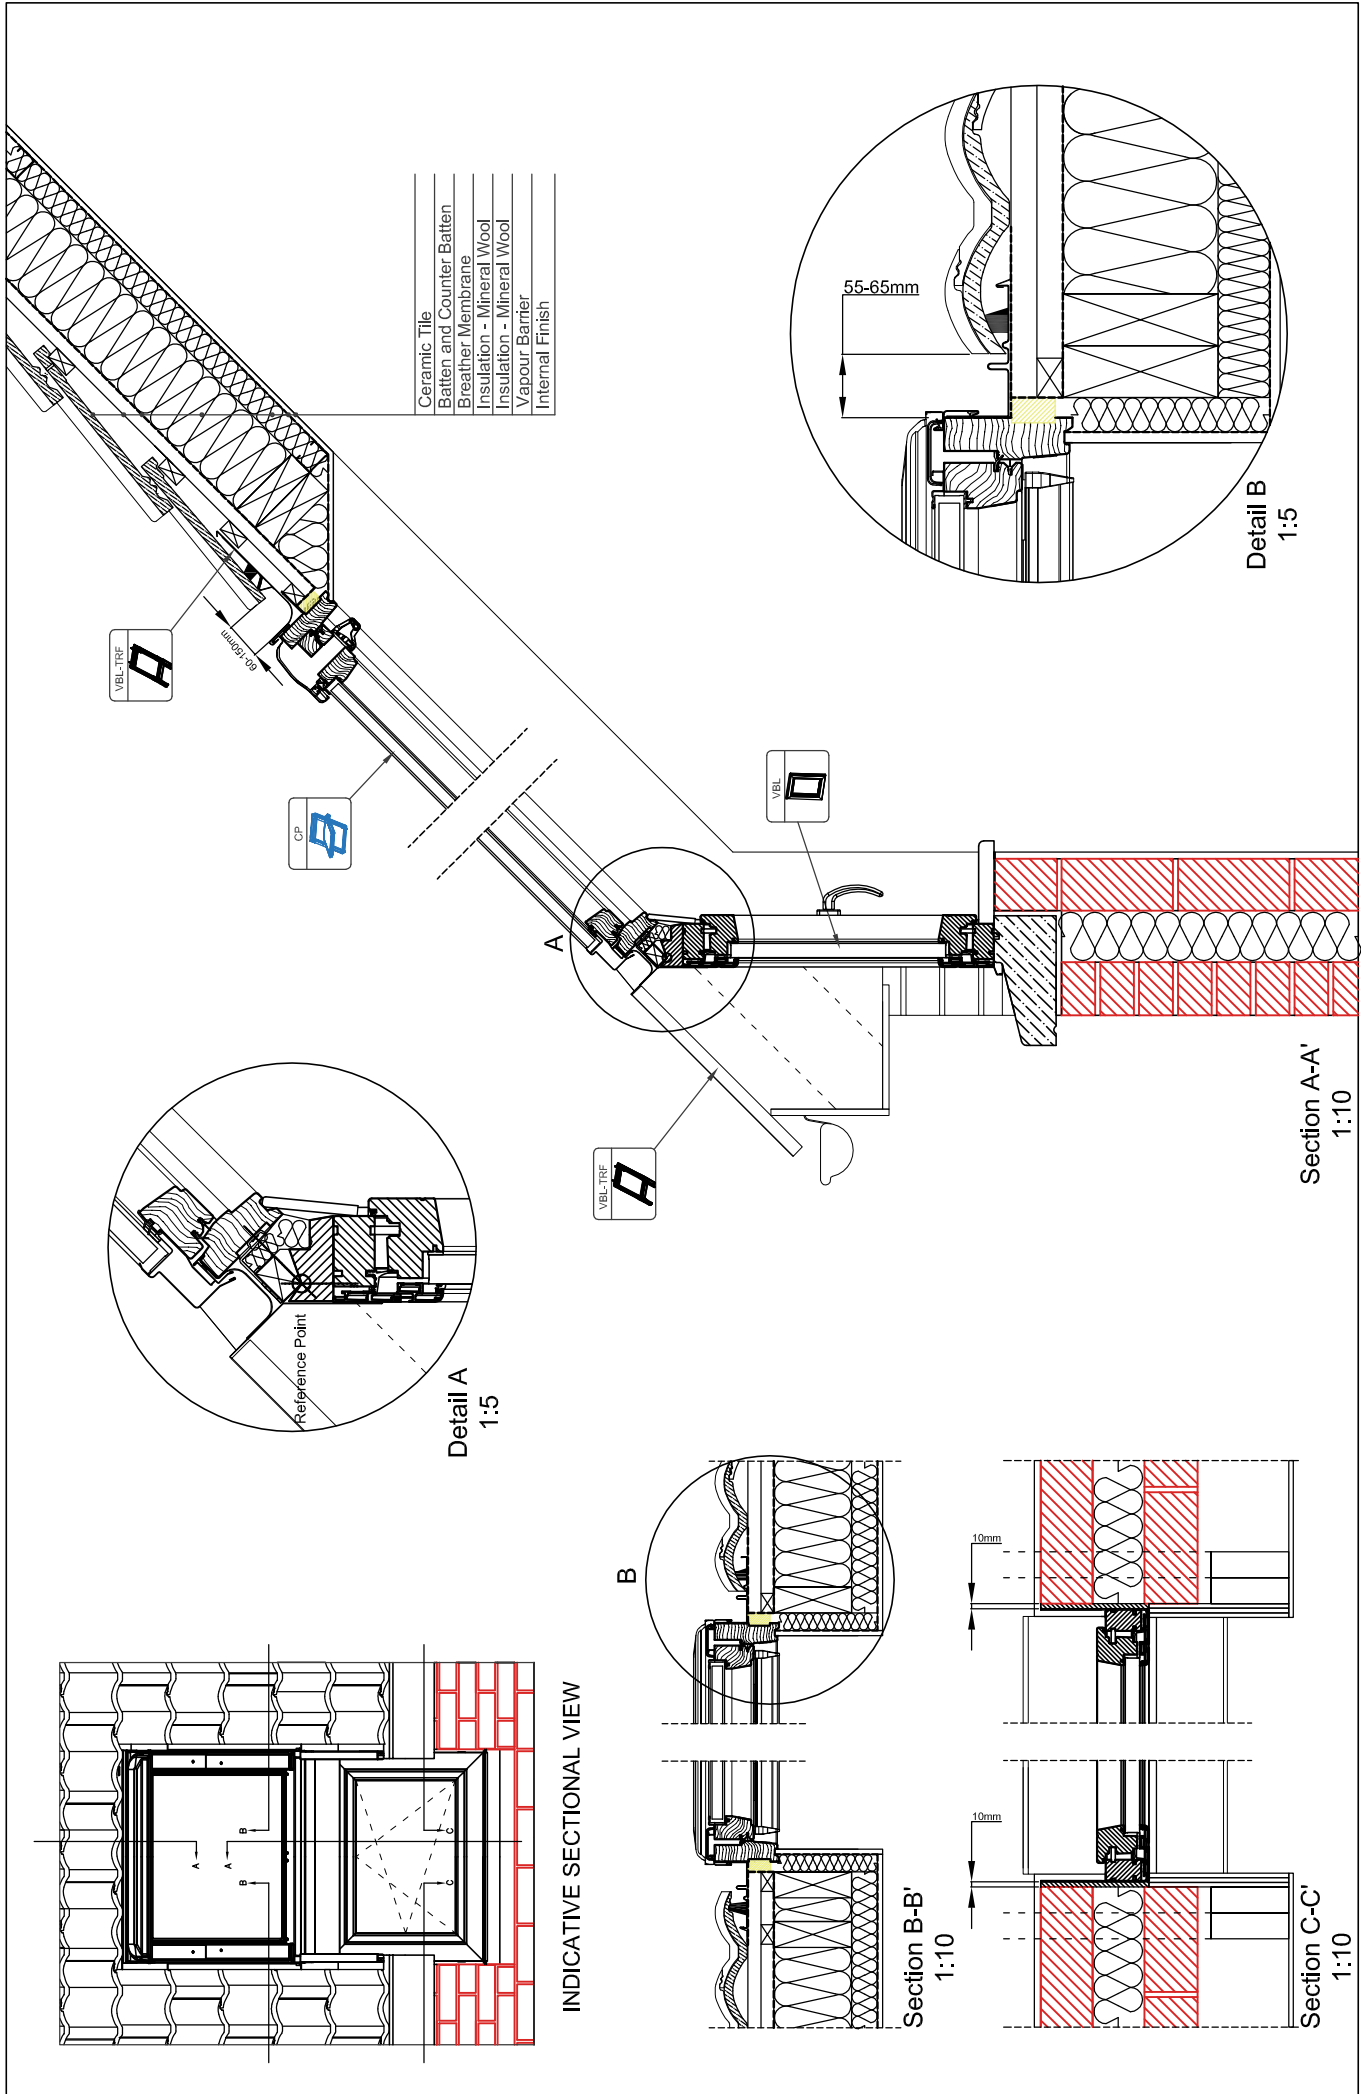 INDICATIVE SECTIONAL VIEW
A
A
B
B
C
C
Reference Point
Detail A
1:5
VBL-TRF
60-150mm
CP
Ceramic Tile
Batten and Counter Batten
Breather Membrane
Insulation - Mineral Wool
Insulation - Mineral Wool
Vapour Barrier
Internal Finish
A
VBL
VBL-TRF
Section A-A'
1:10
B
Section B-B'
1:10
10mm
10mm
Section C-C'
1:10
55-65mm
Detail B
1:5